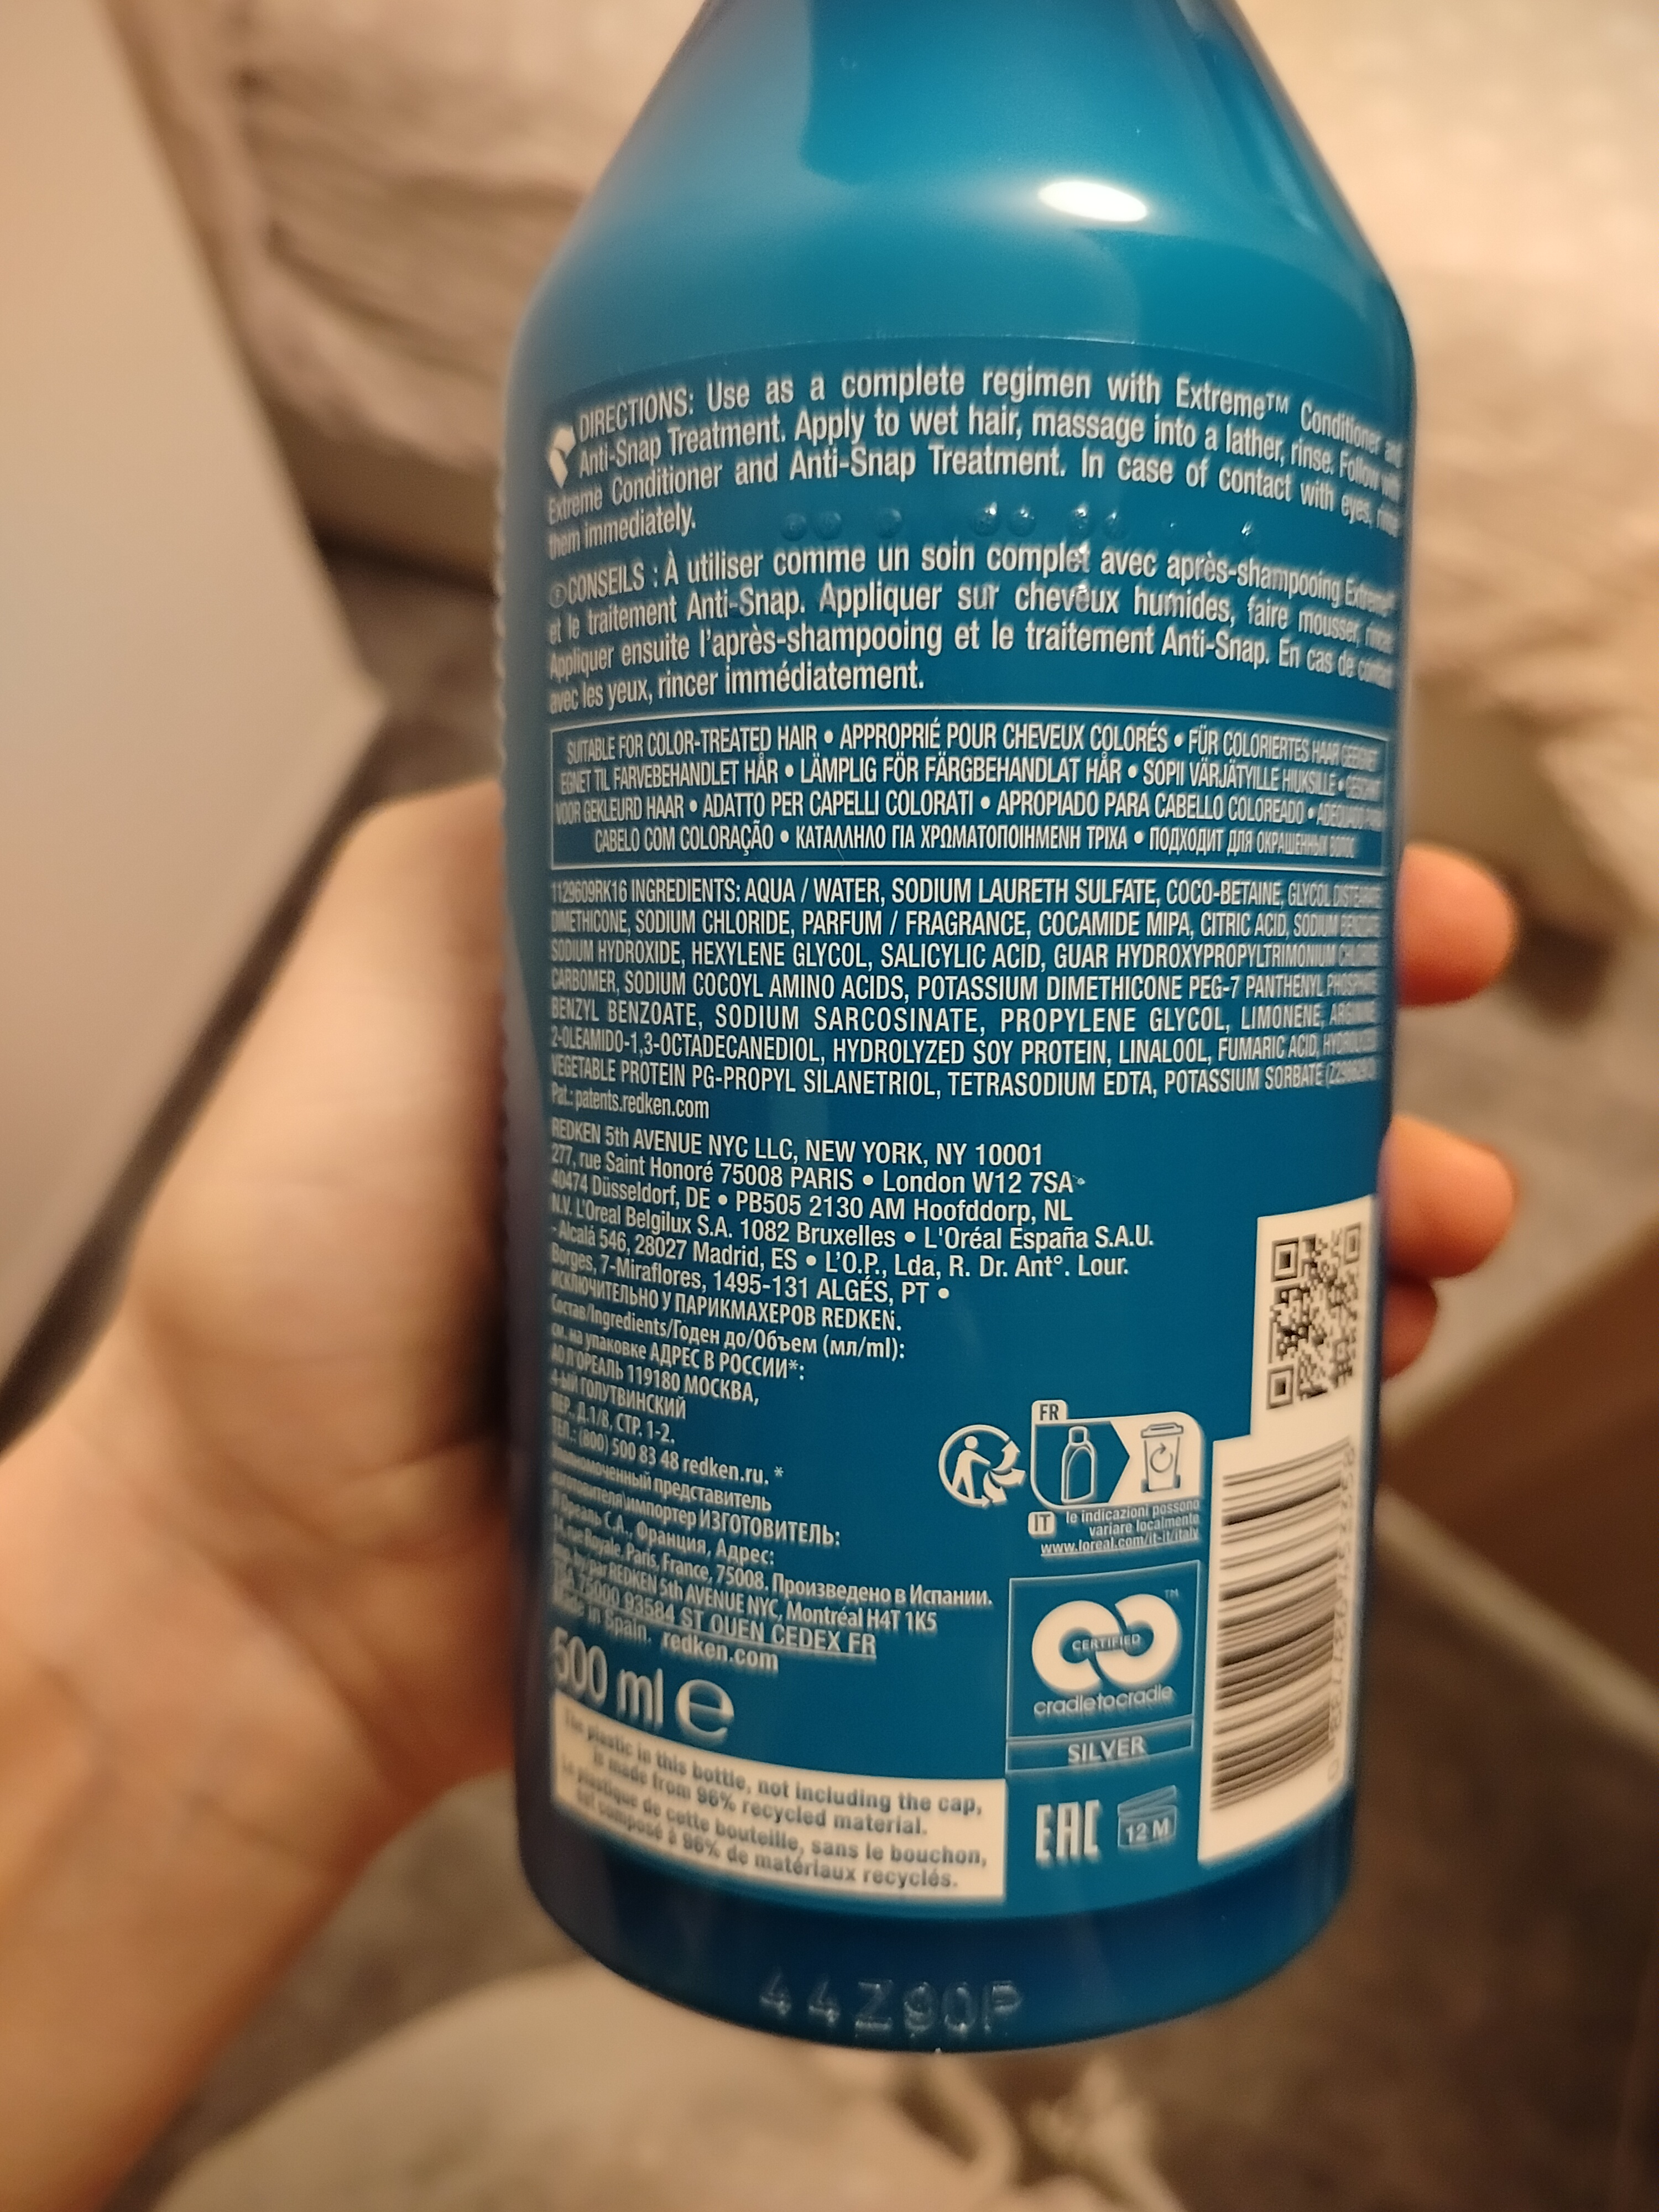 DIRECTIONS: Use as a complete regimen with Extreme™ Conditioner and
Anti-Snap Treatment. Apply to wet hair, massage into a lather, rinse. Follow with
Extreme Conditioner and Anti-Snap Treatment. In case of contact with eyes, rinse
them immediately.
CONSEILS : À utiliser comme un soin complet avec après-shampooing Extreme™
et le traitement Anti-Snap. Appliquer sur cheveux humides, faire mousser, rincer.
Appliquer ensuite l'après-shampooing et le traitement Anti-Snap. En cas de contact
avec les yeux, rincer immédiatement.
SUITABLE FOR COLOR-TREATED HAIR • APPROPRIÉ POUR CHEVEUX COLORÉS • FÜR COLORIERTES HAAR GEEIGNET
EGNET TIL FARVEBEHANDLET HÅR • LÄMPLIG FÖR FÄRGBEHANDLAT HÅR • SOPII VÄRJÄTYILLE HIUKSILLE •
VOOR GEKLEURD HAAR • ADATTO PER CAPELLI COLORATI • APROPIADO PARA CABELLO COLOREADO • ADEQUADO PARA
CABELO COM COLORAÇÃO • ΚΑΤΑΛΛΗΛΟ ΓΙΑ ΧΡΩΜΑΤΟΠΟΙΗΜΕΝΗ ΤΡΙΧΑ • ПОДХОДИТ ДЛЯ ОКРАШЕННЫХ ВОЛОС
1129609RK16 INGREDIENTS: AQUA / WATER, SODIUM LAURETH SULFATE, COCO-BETAINE, GLYCOL DISTEARATE,
DIMETHICONE, SODIUM CHLORIDE, PARFUM / FRAGRANCE, COCAMIDE MIPA, CITRIC ACID, SODIUM BENZOATE,
SODIUM HYDROXIDE, HEXYLENE GLYCOL, SALICYLIC ACID, GUAR HYDROXYPROPYLTRIMONIUM CHLORIDE,
CARBOMER, SODIUM COCOYL AMINO ACIDS, POTASSIUM DIMETHICONE PEG-7 PANTHENYL PHOSPHATE,
BENZYL BENZOATE, SODIUM SARCOSINATE, PROPYLENE GLYCOL, LIMONENE, ARGININE,
2-OLEAMIDO-1,3-OCTADECANEDIOL, HYDROLYZED SOY PROTEIN, LINALOOL, FUMARIC ACID, HYDROLYZED
VEGETABLE PROTEIN PG-PROPYL SILANETRIOL, TETRASODIUM EDTA, POTASSIUM SORBATE
Pat.: patents.redken.com
REDKEN 5th AVENUE NYC LLC, NEW YORK, NY 10001
277, rue Saint Honoré 75008 PARIS • London W12 7SA
40474 Düsseldorf, DE • PB505 2130 AM Hoofddorp, NL
N.V. L'Oreal Belgilux S.A. 1082 Bruxelles • L'Oréal España S.A.U.
- Alcalá 546, 28027 Madrid, ES • L'O.P., Lda, R. Dr. Ant°. Lour.
Borges, 7-Miraflores, 1495-131 ALGÉS, PT •
ИСКЛЮЧИТЕЛЬНО У ПАРИКМАХЕРОВ REDKEN.
Состав/Ingredients/Годен до/Объем (мл/ml):
см. на упаковке АДРЕС В РОССИИ*:
АО Л'ОРЕАЛЬ 119180 МОСКВА,
4-ЫЙ ГОЛУТВИНСКИЙ
ПЕР., Д.1/8, СТР. 1-2.
ТЕЛ.: (800) 500 83 48 redken.ru. *
Уполномоченный представитель
изготовителя\импортер ИЗГОТОВИТЕЛЬ:
Л'Ореаль С.А., Франция, Адрес:
14, rue Royale, Paris, France, 75008. Произведено в Испании.
Imp. by/par REDKEN 5th AVENUE NYC, Montréal H4T 1K5
75000 93584 ST OUEN CEDEX FR
Made in Spain. redken.com
500 ml ℮
The plastic in this bottle, not including the cap,
is made from 96% recycled material.
Le plastique de cette bouteille, sans le bouchon,
est composé à 96% de matériaux recyclés.
FR
IT le indicazioni possono
variare localmente
www.loreal.com/it-it/italy
CERTIFIED
cradletocradle™
SILVER
EAC
12 M
44Z90P